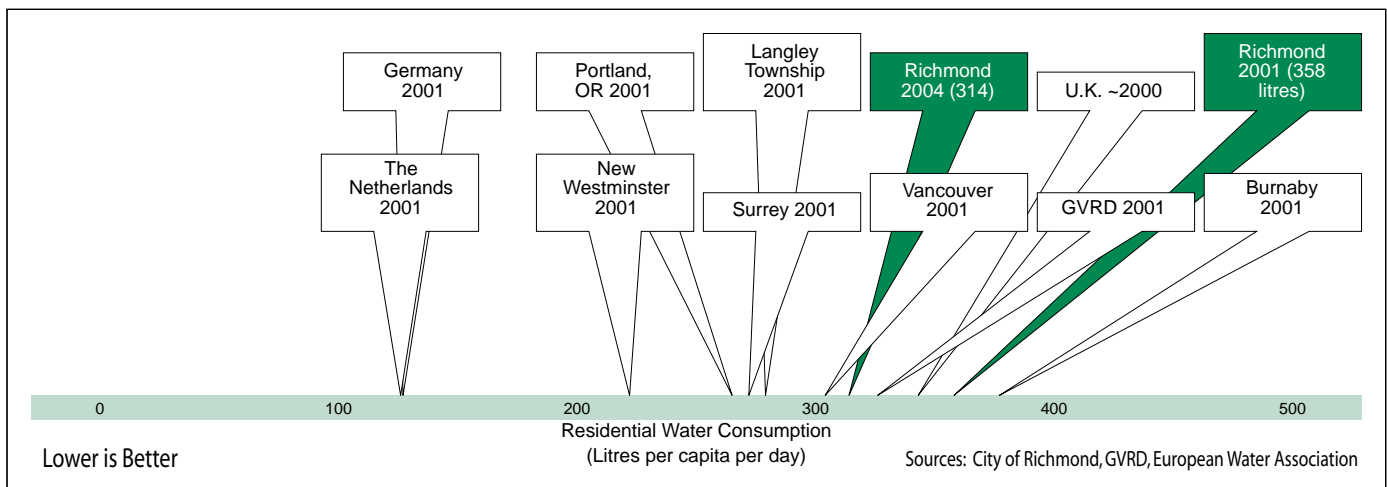 Germany
2001
Portland,
OR 2001
Langley
Township
2001
Richmond
2004 (314)
U.K. ~2000
Richmond
2001 (358
litres)
The
Netherlands
2001
New
Westminster
2001
Surrey 2001
Vancouver
2001
GVRD 2001
Burnaby
2001
0 100 200 300 400 500
Residential Water Consumption
(Litres per capita per day)
Lower is Better
Sources: City of Richmond, GVRD, European Water Association